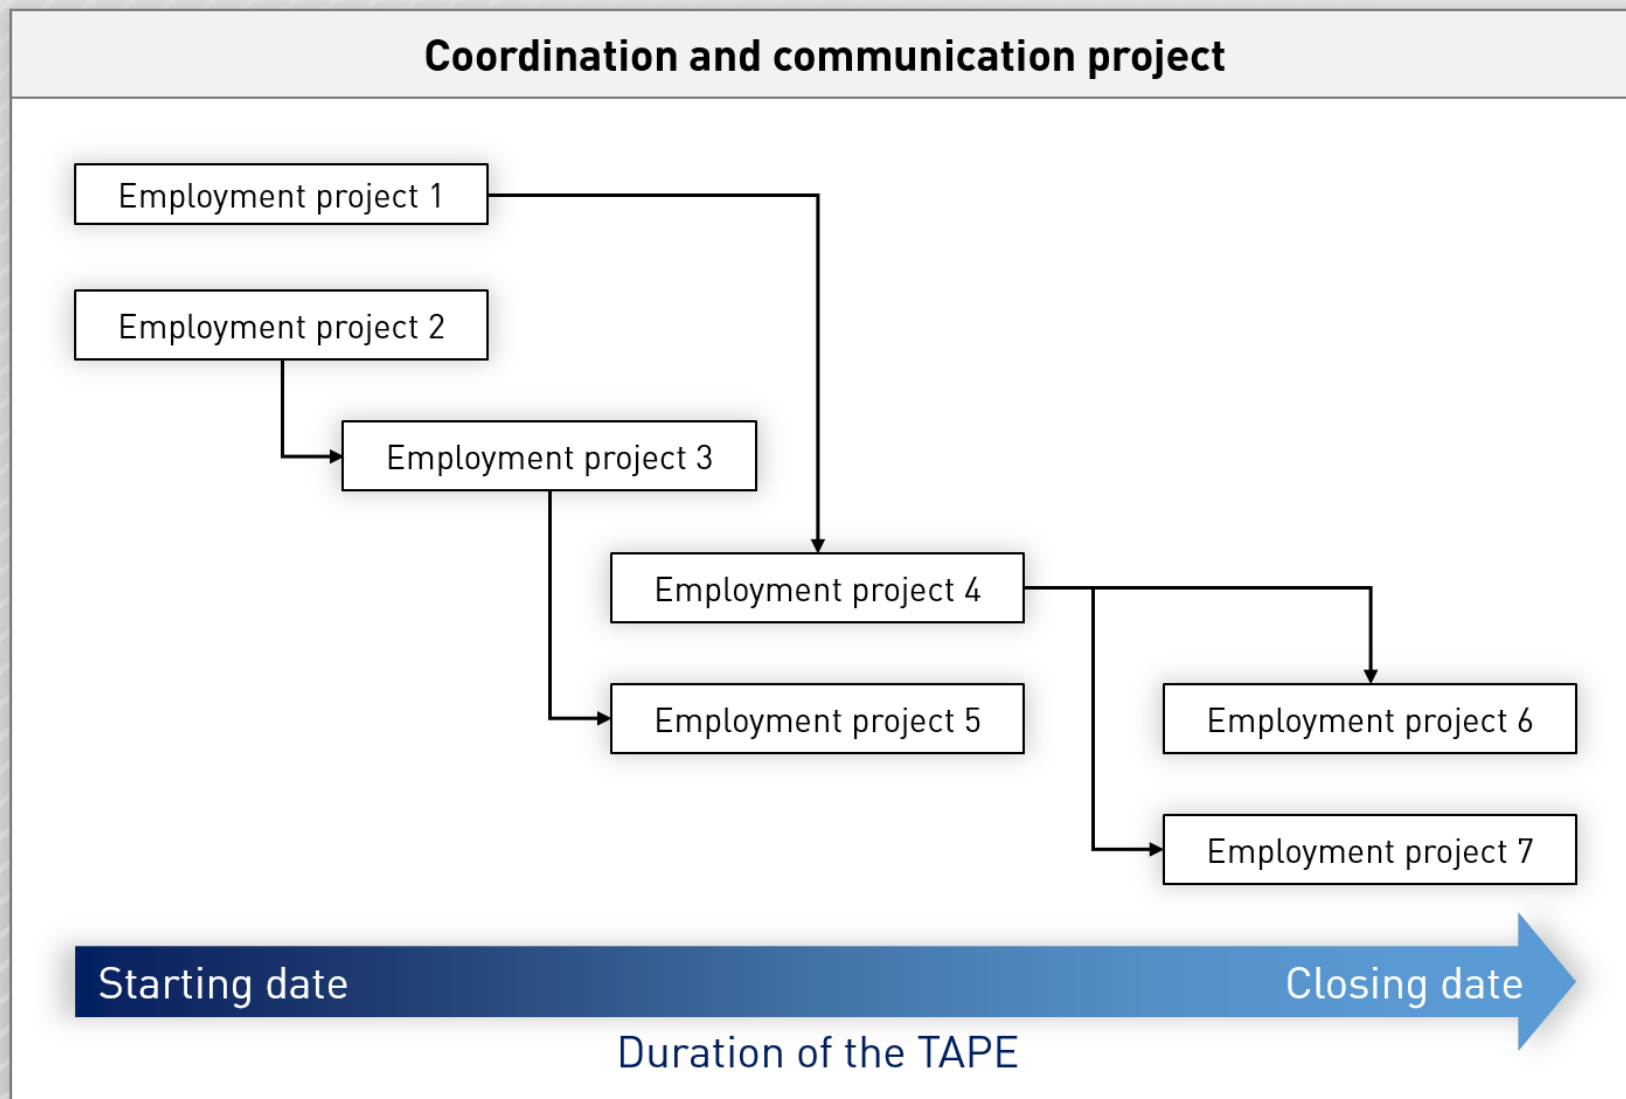 Coordination and communication project
Employment project 1
Employment project 2
Employment project 3
Employment project 4
Employment project 5
Employment project 6
Employment project 7
Starting date
Closing date
Duration of the TAPE